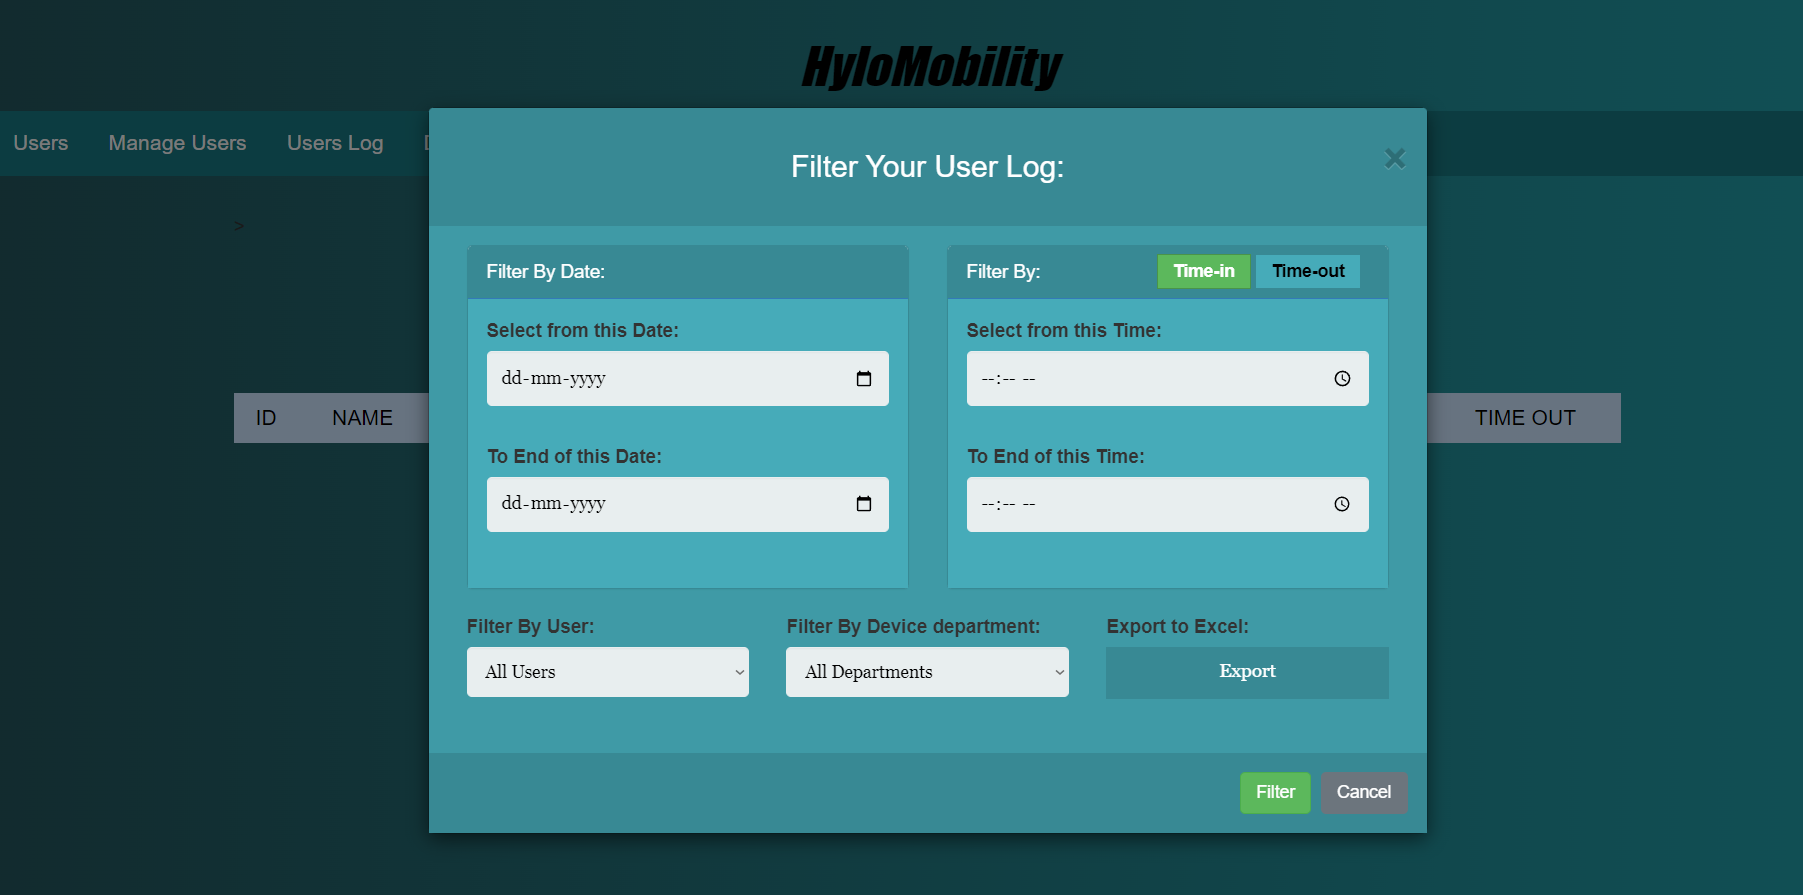 HyloMobility
Users Manage Users Users Log
Filter Your User Log:
>
Filter By Date:
Filter By: Time-in Time-out
Select from this Date:
Select from this Time:
dd-mm-yyyy
--:-- --
To End of this Date:
To End of this Time:
dd-mm-yyyy
--:-- --
ID NAME
TIME OUT
Filter By User:
Filter By Device department:
Export to Excel:
All Users
All Departments
Export
Filter Cancel